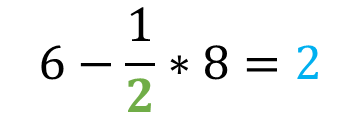 6 − 1/2 * 8 = 2